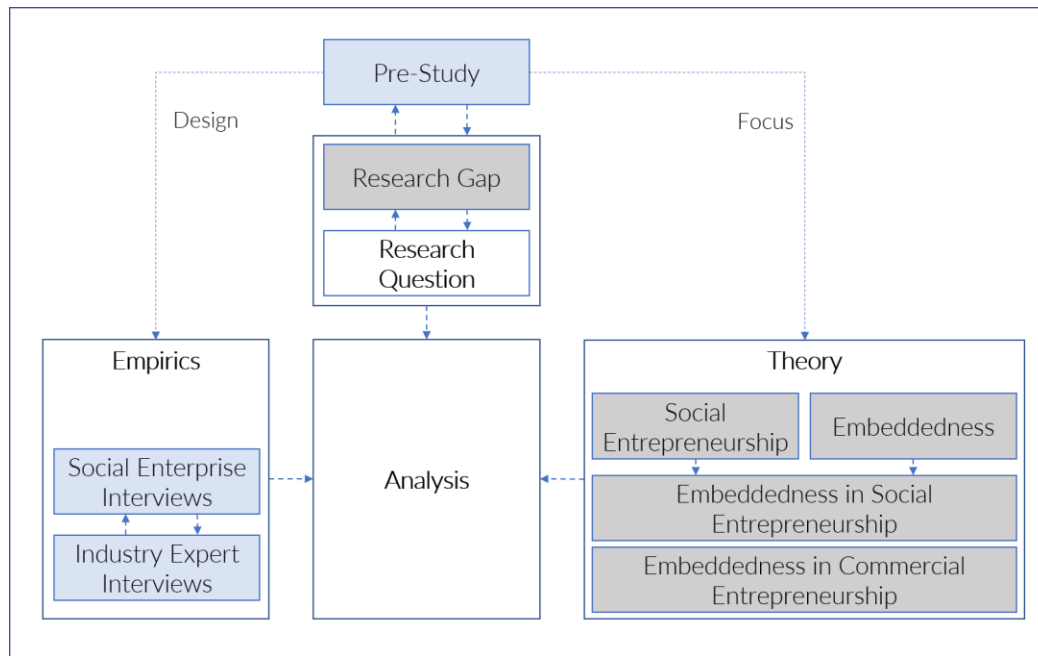 Pre-Study
Design
Focus
Research Gap
Research
Question
Empirics
Social Enterprise
Interviews
Industry Expert
Interviews
Analysis
Theory
Social
Entrepreneurship
Embeddedness
Embeddedness in Social
Entrepreneurship
Embeddedness in Commercial
Entrepreneurship